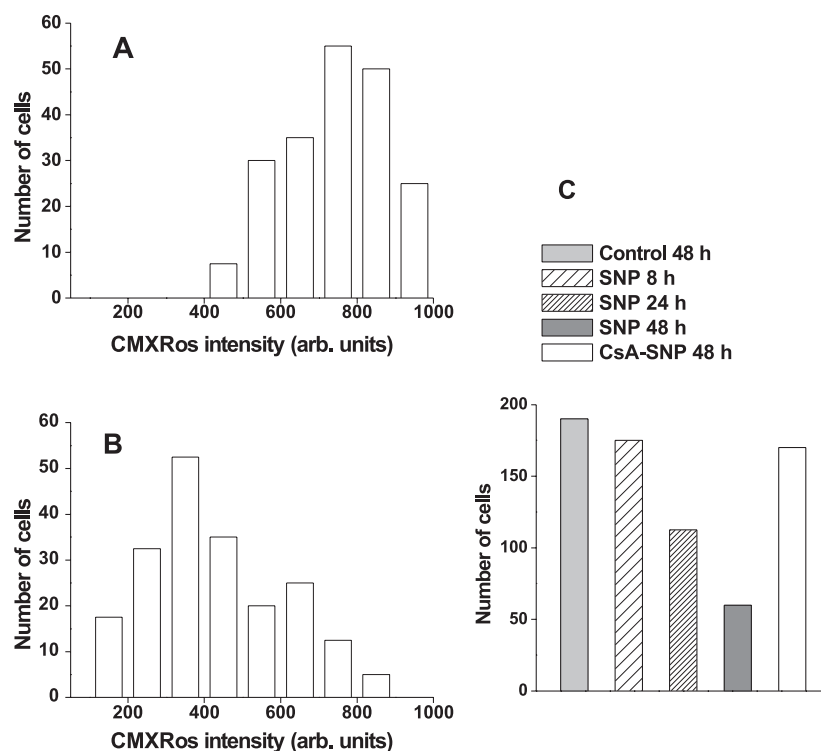 A
60
50
40
30
20
10
0
Number of cells
200 400 600 800 1000
CMXRos intensity (arb. units)
B
60
50
40
30
20
10
0
Number of cells
200 400 600 800 1000
CMXRos intensity (arb. units)
C
Control 48 h
SNP 8 h
SNP 24 h
SNP 48 h
CsA-SNP 48 h
200
150
100
50
0
Number of cells